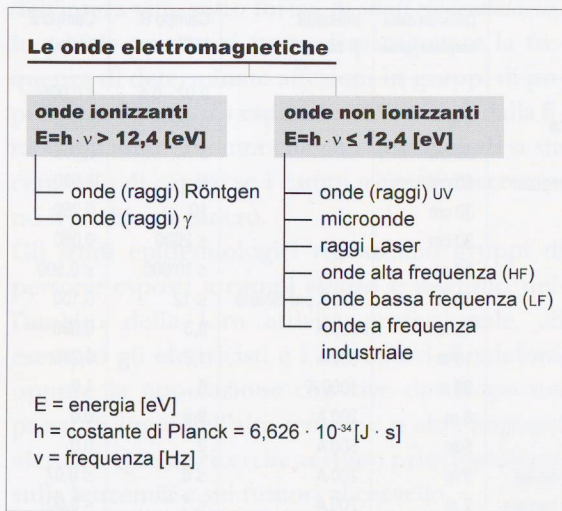 Le onde elettromagnetiche
onde ionizzanti
E=h · ν > 12,4 [eV]
onde (raggi) Röntgen
onde (raggi) γ
onde non ionizzanti
E=h · ν ≤ 12,4 [eV]
onde (raggi) UV
microonde
raggi Laser
onde alta frequenza (HF)
onde bassa frequenza (LF)
onde a frequenza
industriale
E = energia [eV]
h = costante di Planck = 6,626 · 10⁻³⁴ [J · s]
ν = frequenza [Hz]